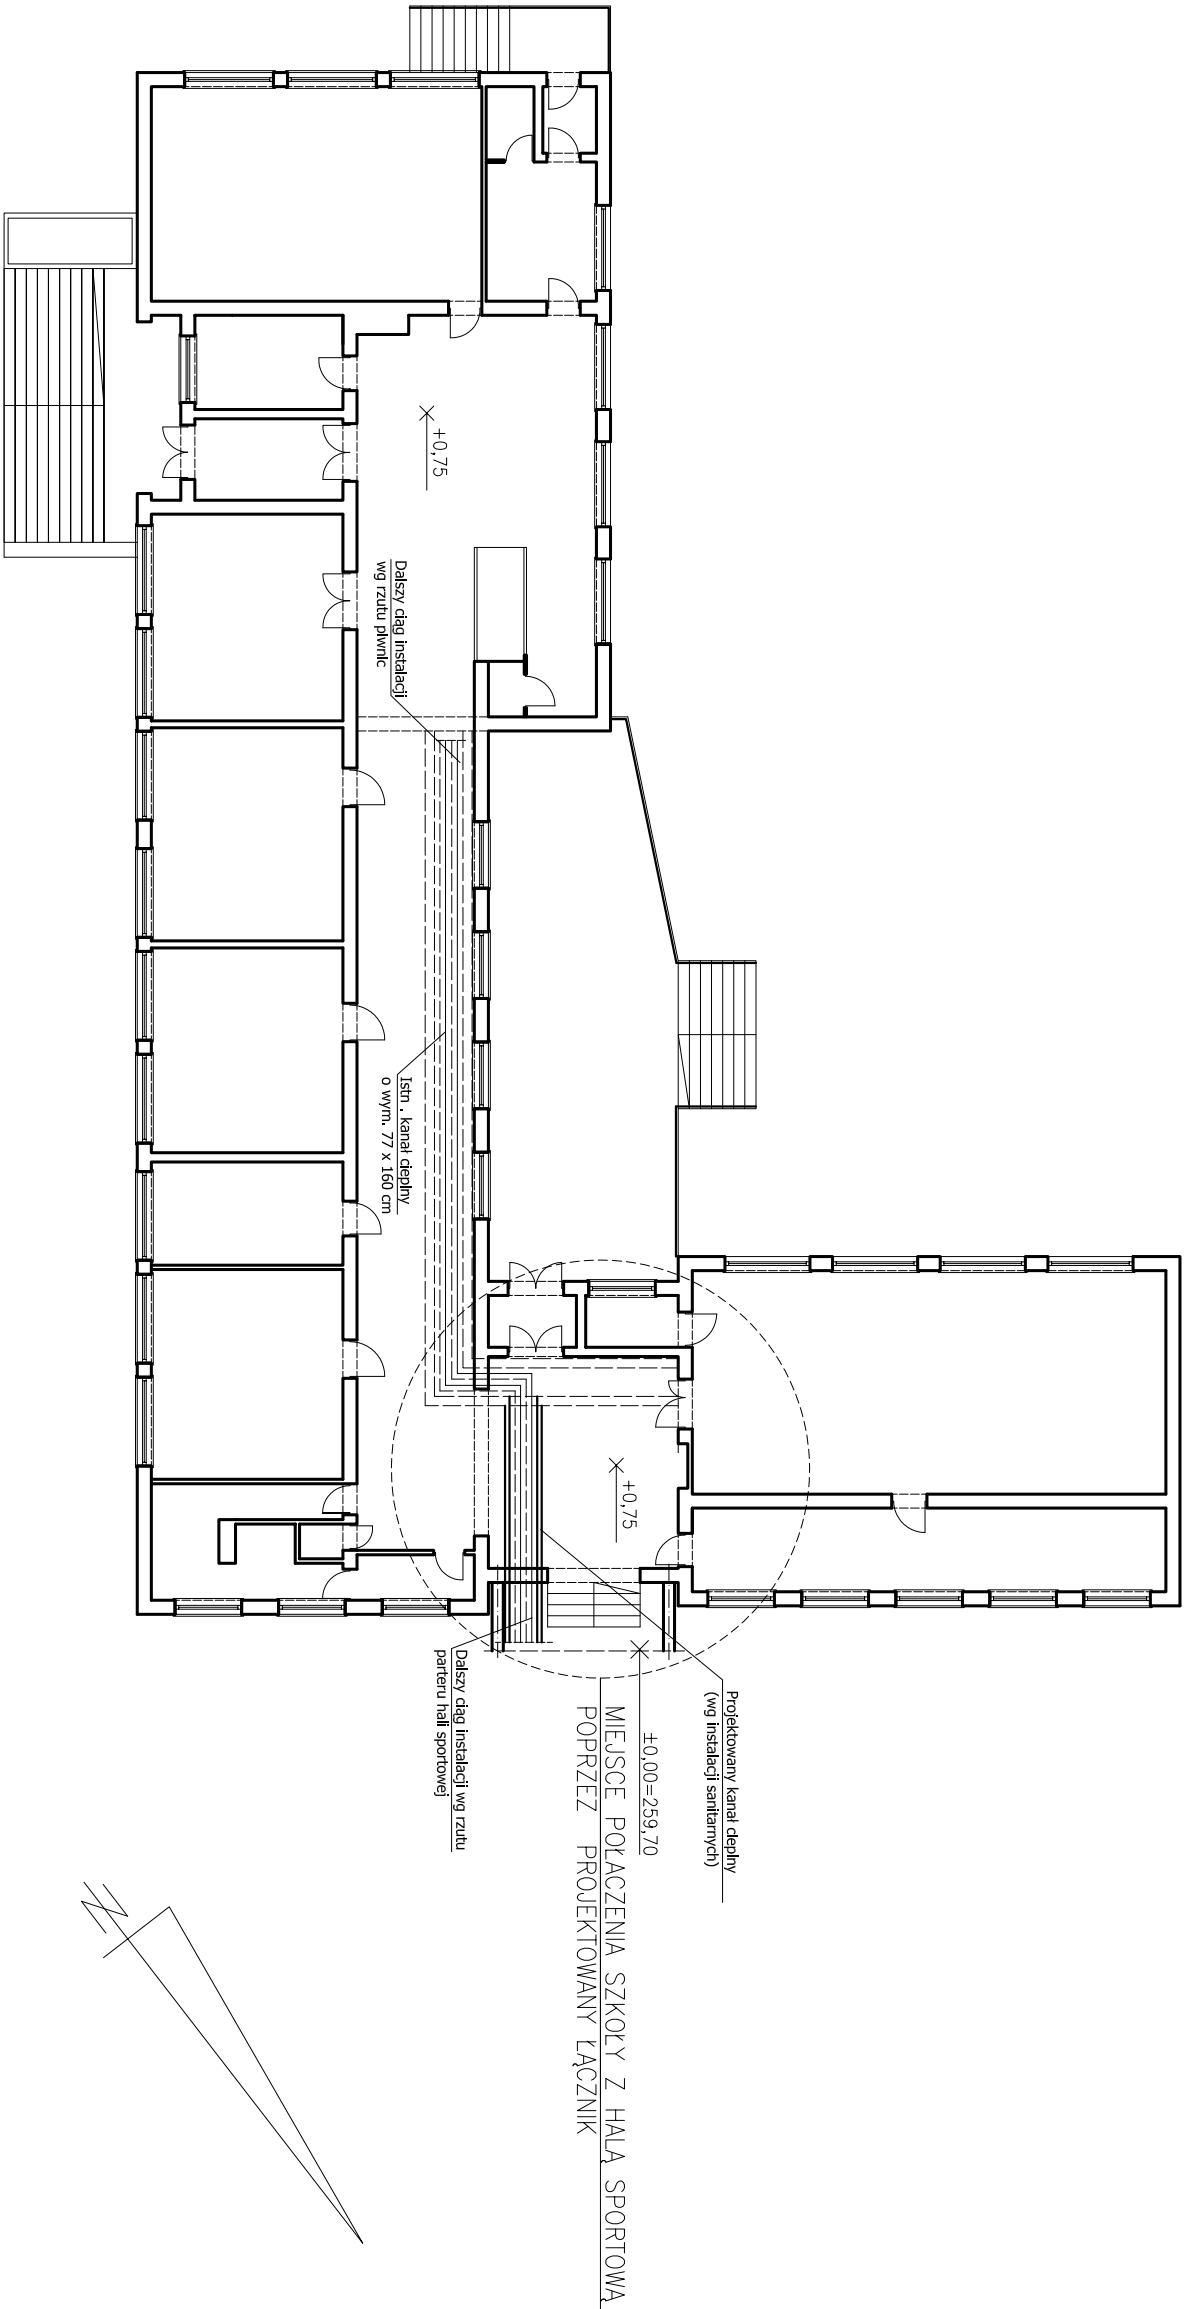 +0,75
Dalszy ciąg instalacji
wg rzutu piwnic
Istn . kanał cieplny
o wym. 77 x 160 cm
+0,75
Projektowany kanał cieplny
(wg instalacji sanitarnych)
±0,00=259,70
MIEJSCE POŁĄCZENIA SZKOŁY Z HALĄ SPORTOWĄ
POPRZEZ PROJEKTOWANY ŁĄCZNIK
Dalszy ciąg instalacji wg rzutu
parteru hali sportowej
N